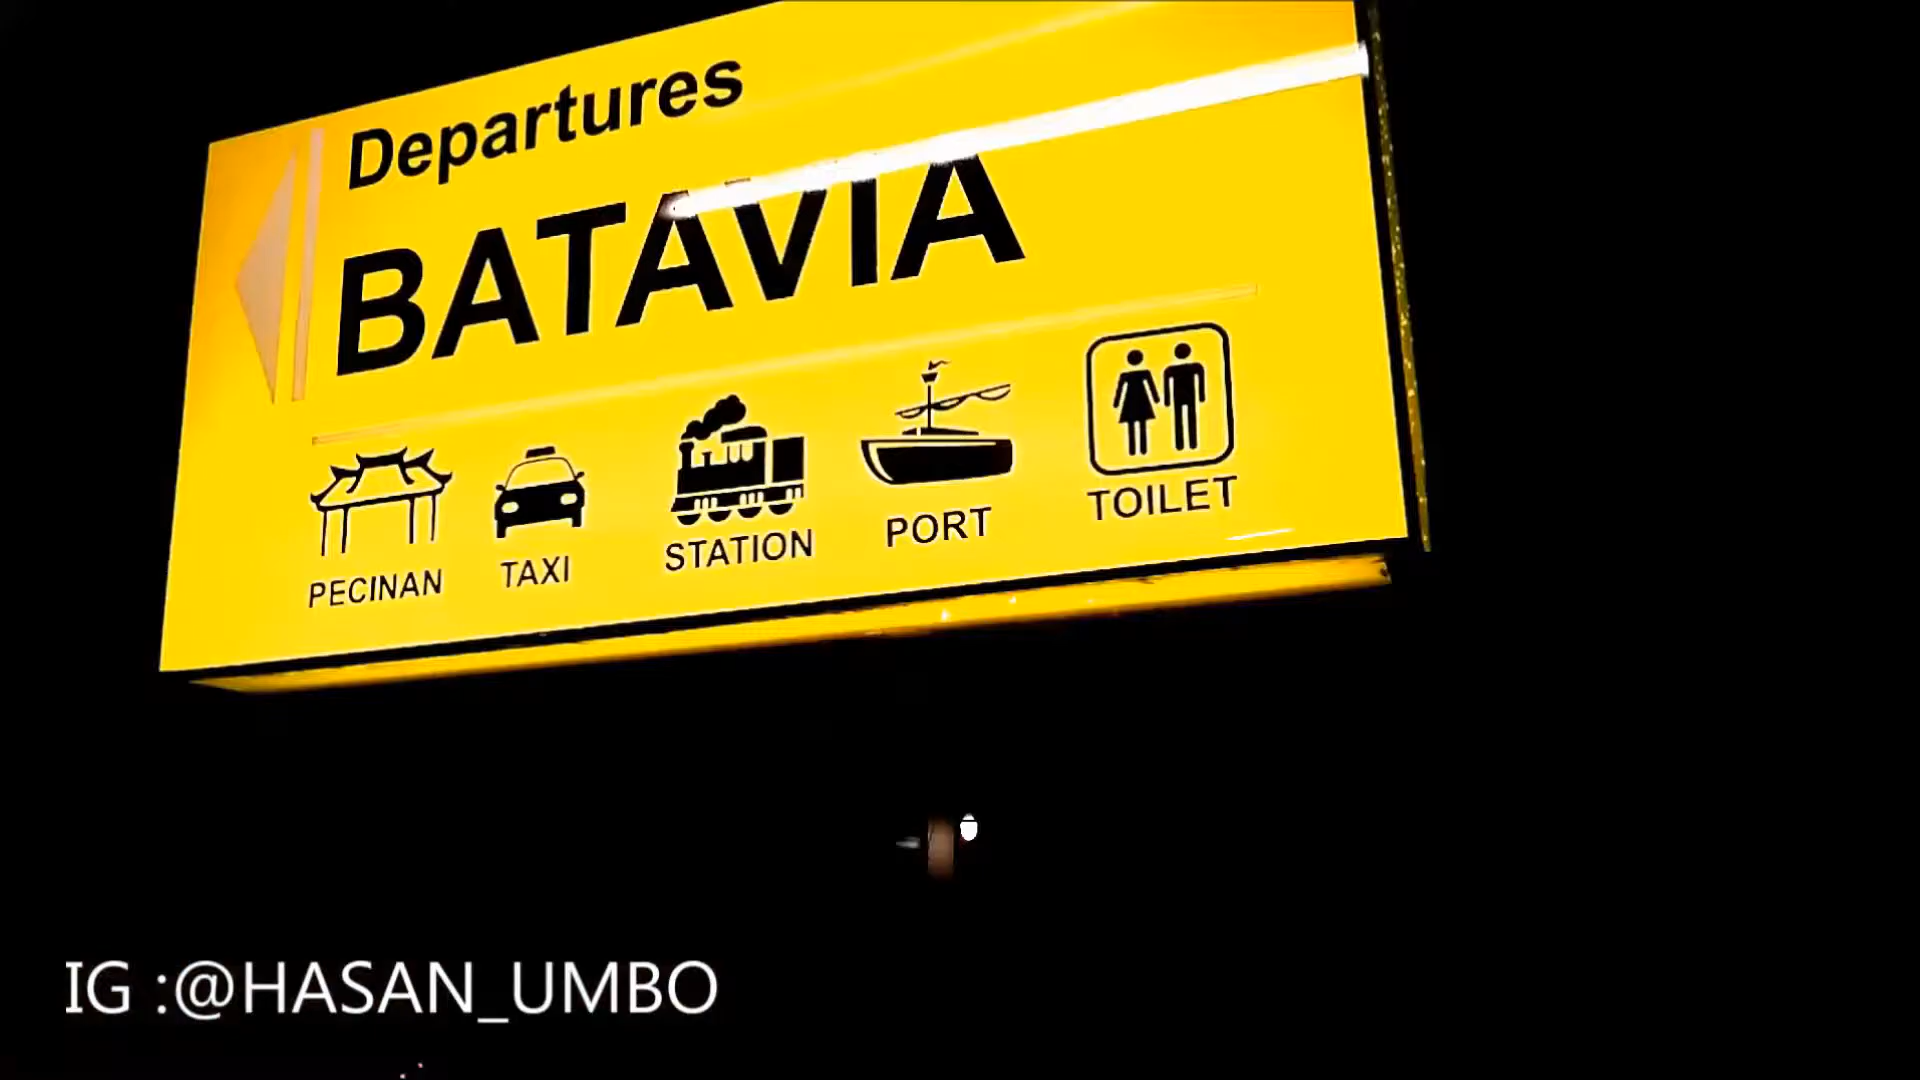 Departures
BATAVIA
PECINAN
TAXI
STATION
PORT
TOILET
IG :@HASAN_UMBO